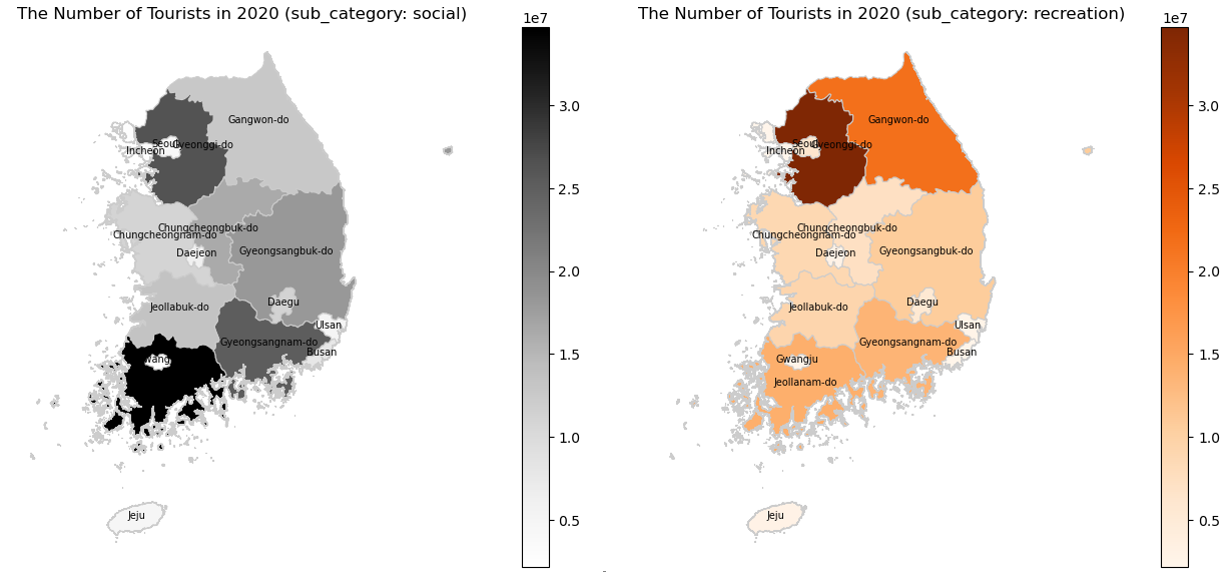 The Number of Tourists in 2020 (sub_category: social)
1e7
3.0
2.5
2.0
1.5
1.0
0.5
Gangwon-do
Gyeonggi-do
Incheon
Chungcheongbuk-do
Chungcheongnam-do
Daejeon
Gyeongsangbuk-do
Daegu
Jeollabuk-do
Ulsan
Gyeongsangnam-do
Busan
Jeju
The Number of Tourists in 2020 (sub_category: recreation)
1e7
3.0
2.5
2.0
1.5
1.0
0.5
Gangwon-do
Gyeonggi-do
Incheon
Chungcheongbuk-do
Chungcheongnam-do
Daejeon
Gyeongsangbuk-do
Daegu
Jeollabuk-do
Ulsan
Gyeongsangnam-do
Busan
Gwangju
Jeollanam-do
Jeju